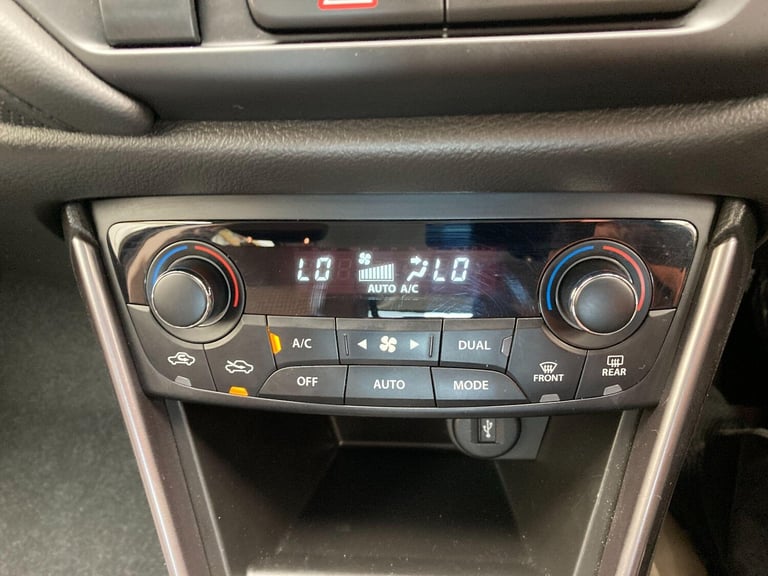 LO LO
AUTO A/C
A/C
DUAL
OFF
AUTO
MODE
FRONT
REAR